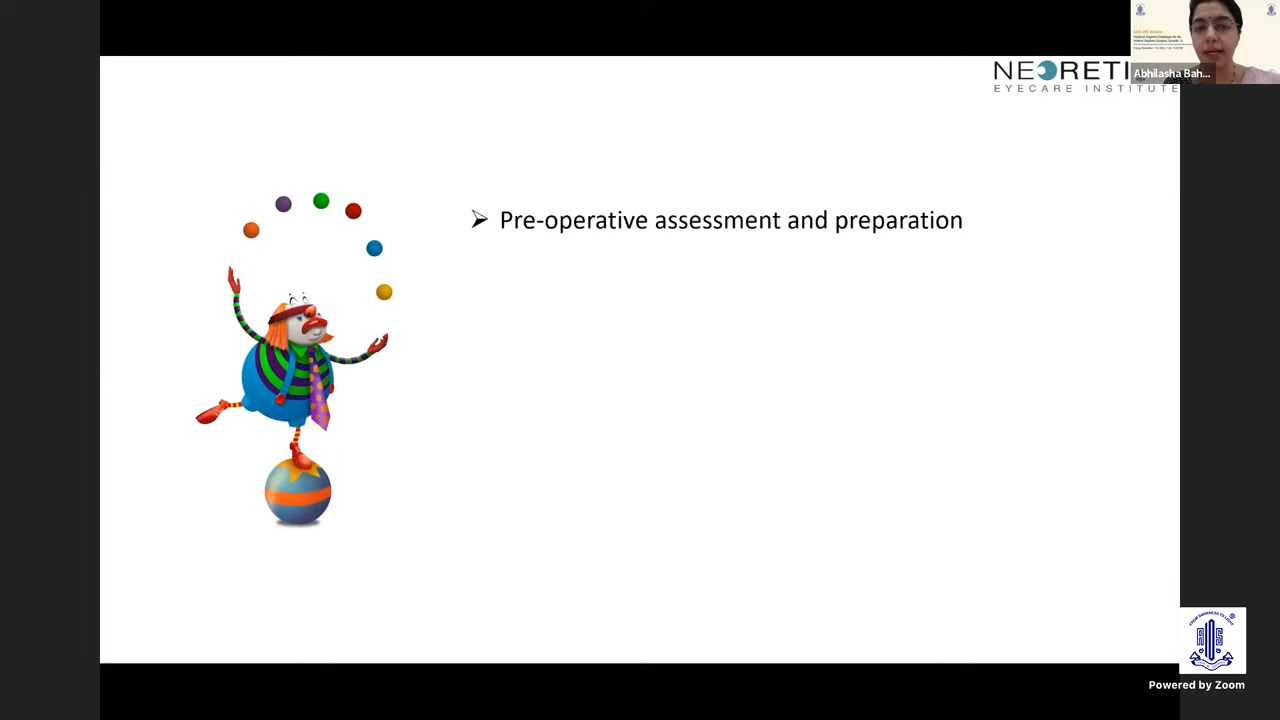 NEORETI
EYECARE INSTITUTE
Abhilasha Bah...
➢ Pre-operative assessment and preparation
Powered by Zoom